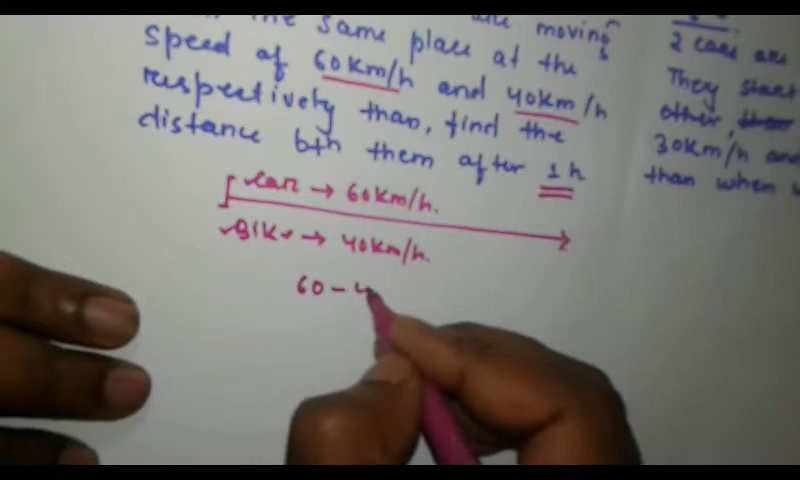 the same place at the
moving
speed of 60km/h and 40km/h
respectively than, find the
distance btn them after 1h
car → 60km/h.
Bike → 40km/h.
60 - 4
2 cars are
They start
other,
30km/h and
than when